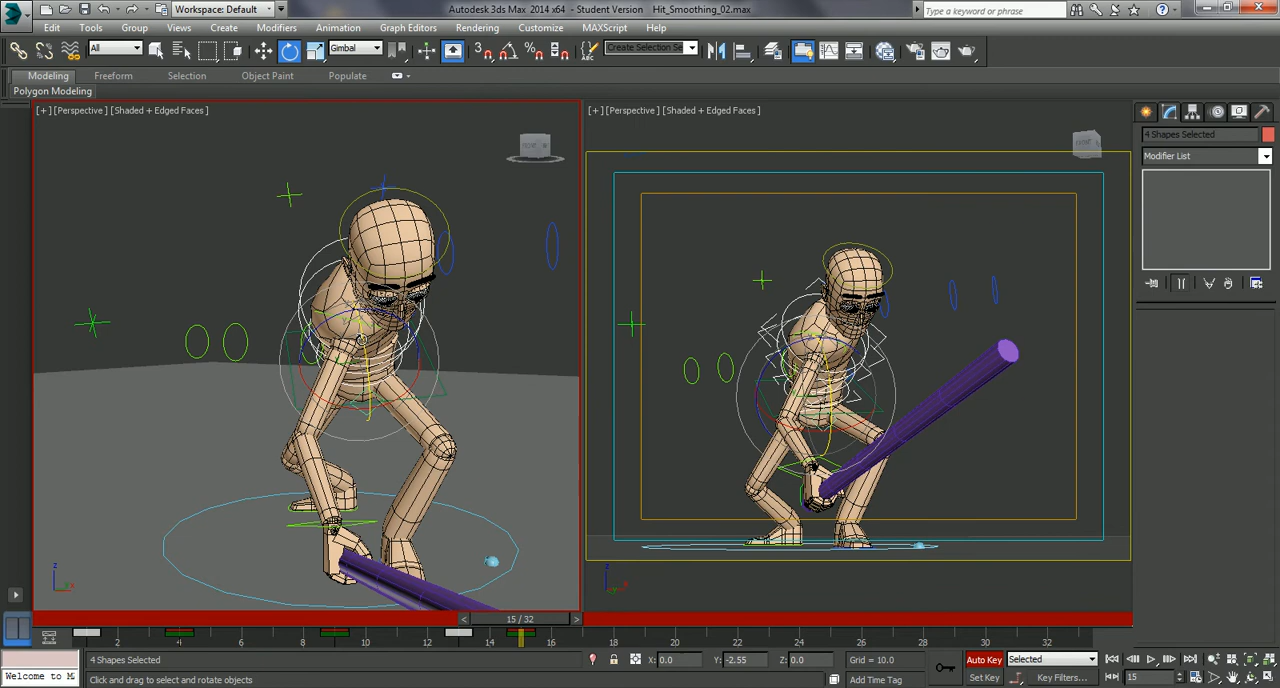 Workspace: Default
Autodesk 3ds Max 2014 x64 - Student Version Hit_Smoothing_02.max
Type a keyword or phrase
Edit Tools Group Views Create Modifiers Animation Graph Editors Rendering Customize MAXScript Help
All
Gimbal
Create Selection Se
Modeling Freeform Selection Object Paint Populate
Polygon Modeling
[+] [Perspective] [Shaded + Edged Faces]
[+] [Perspective] [Shaded + Edged Faces]
4 Shapes Selected
Modifier List
15 / 32
2 4 6 8 10 12 14 16 18 20 22 24 26 28 30 32
4 Shapes Selected
X: 0.0 Y: -2.55 Z: 0.0
Grid = 10.0
Auto Key
Selected
Welcome to M
Click and drag to select and rotate objects
Add Time Tag
Set Key
Key Filters...
15